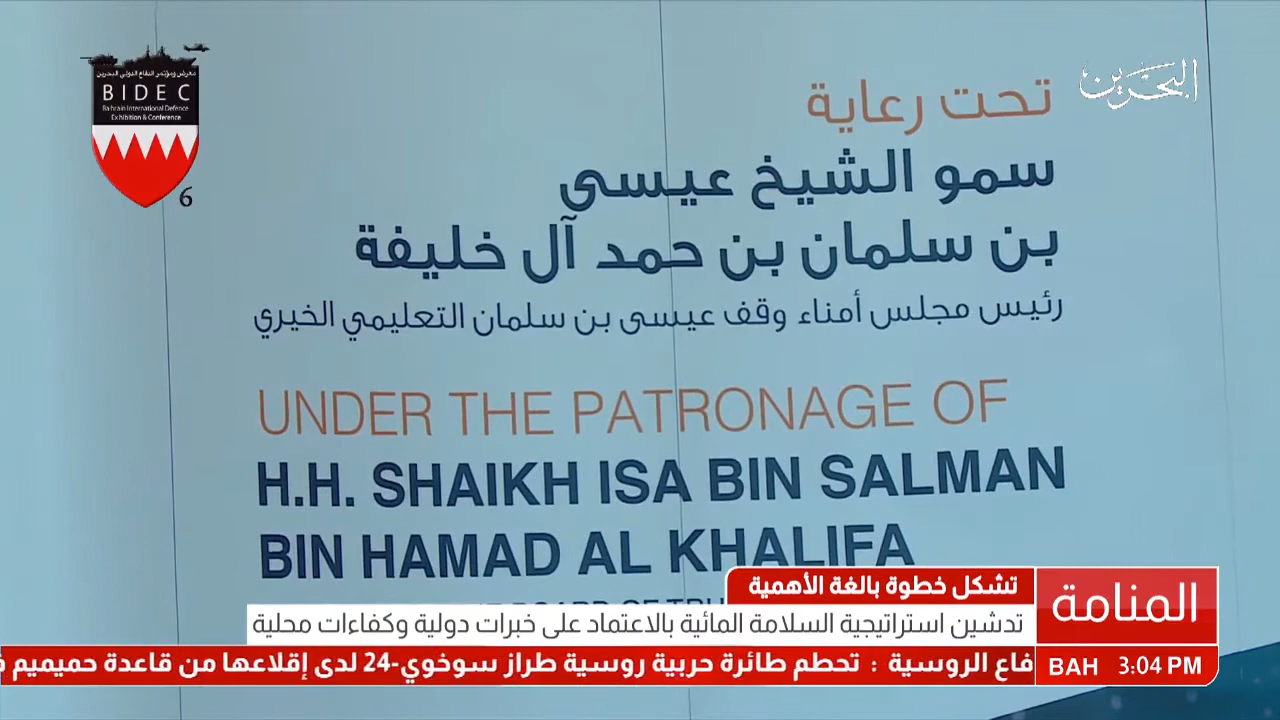 معرض ومؤتمر الدفاع الدولي البحرين
BIDEC
Bahrain International Defence
Exhibition & Conference
6
البحرين
تحت رعاية
سمو الشيخ عيسى
بن سلمان بن حمد آل خليفة
رئيس مجلس أمناء وقف عيسى بن سلمان التعليمي الخيري
UNDER THE PATRONAGE OF
H.H. SHAIKH ISA BIN SALMAN
BIN HAMAD AL KHALIFA
تشكل خطوة بالغة الأهمية
المنامة
تدشين استراتيجية السلامة المائية بالاعتماد على خبرات دولية وكفاءات محلية
فاع الروسية : تحطم طائرة حربية روسية طراز سوخوي-24 لدى إقلاعها من قاعدة حميميم
BAH 3:04 PM